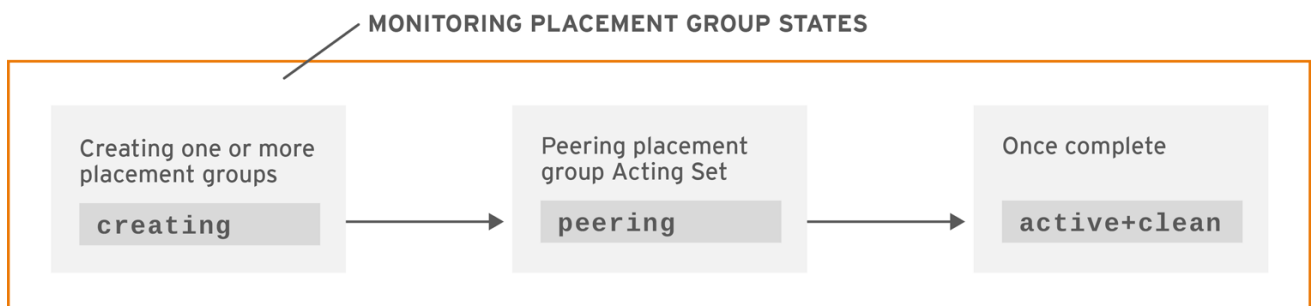 MONITORING PLACEMENT GROUP STATES
Creating one or more
placement groups
creating
Peering placement
group Acting Set
peering
Once complete
active+clean